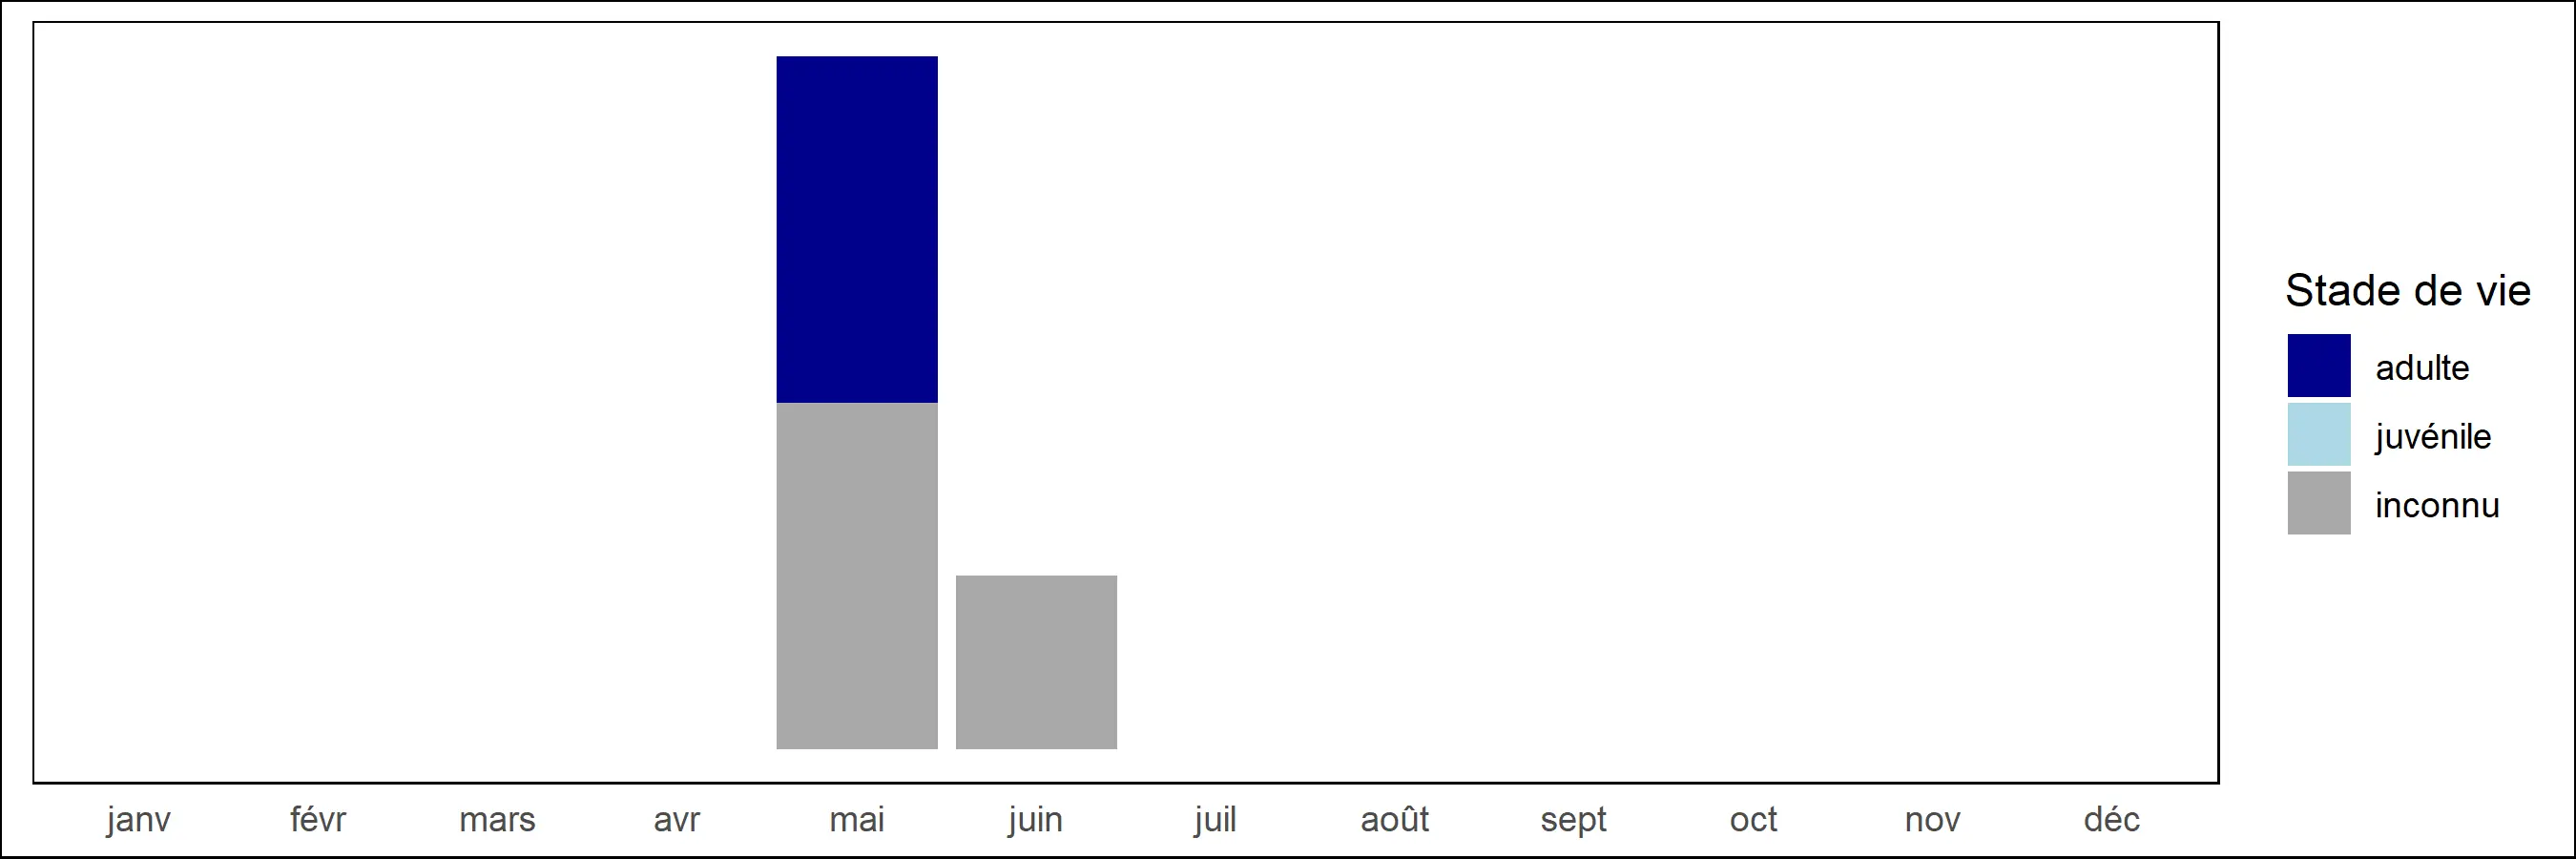 Stade de vie
adulte
juvénile
inconnu
janv févr mars avr mai juin juil août sept oct nov déc